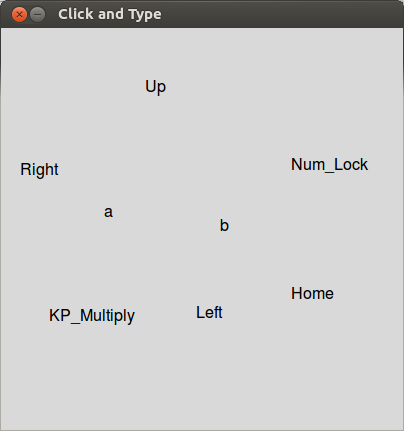 Click and Type
Up
Right
Num_Lock
a
b
Home
KP_Multiply
Left